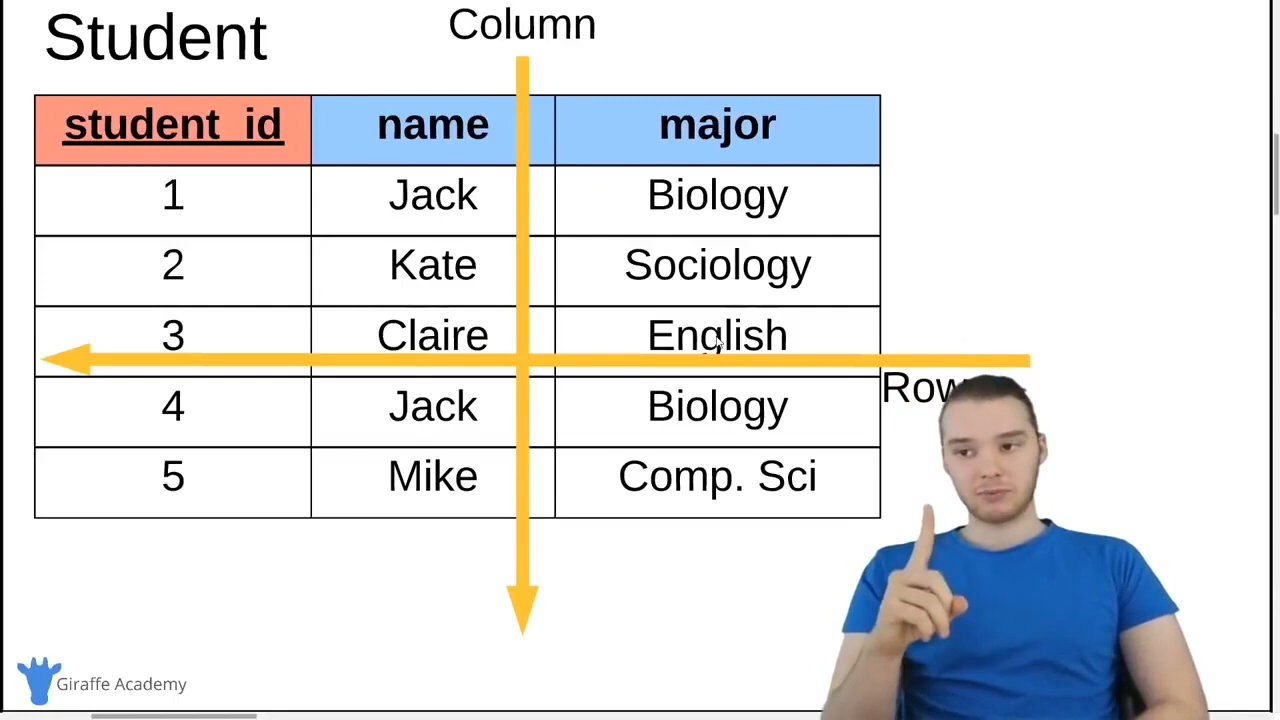 Student
Column
student_id name major
1 Jack Biology
2 Kate Sociology
3 Claire English
Row
4 Jack Biology
5 Mike Comp. Sci
Giraffe Academy